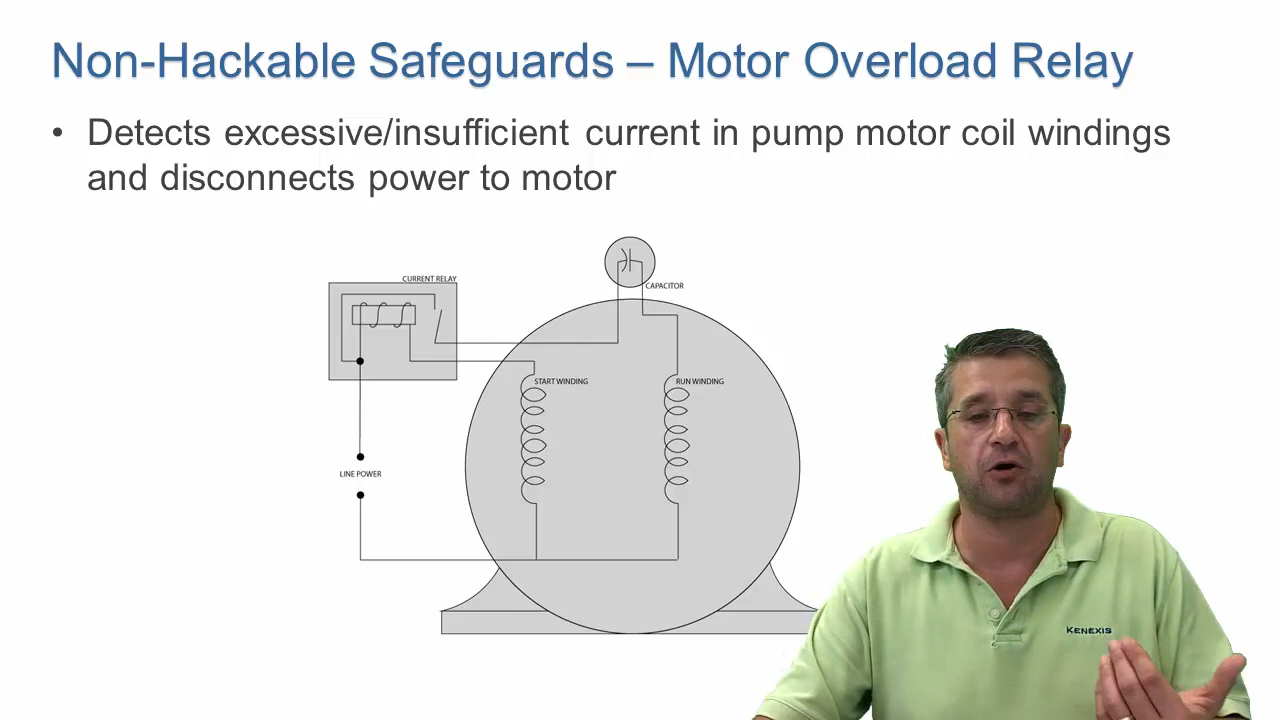 Non-Hackable Safeguards – Motor Overload Relay
• Detects excessive/insufficient current in pump motor coil windings
and disconnects power to motor
CURRENT RELAY
CAPACITOR
START WINDING
RUN WINDING
LINE POWER
KENEXIS